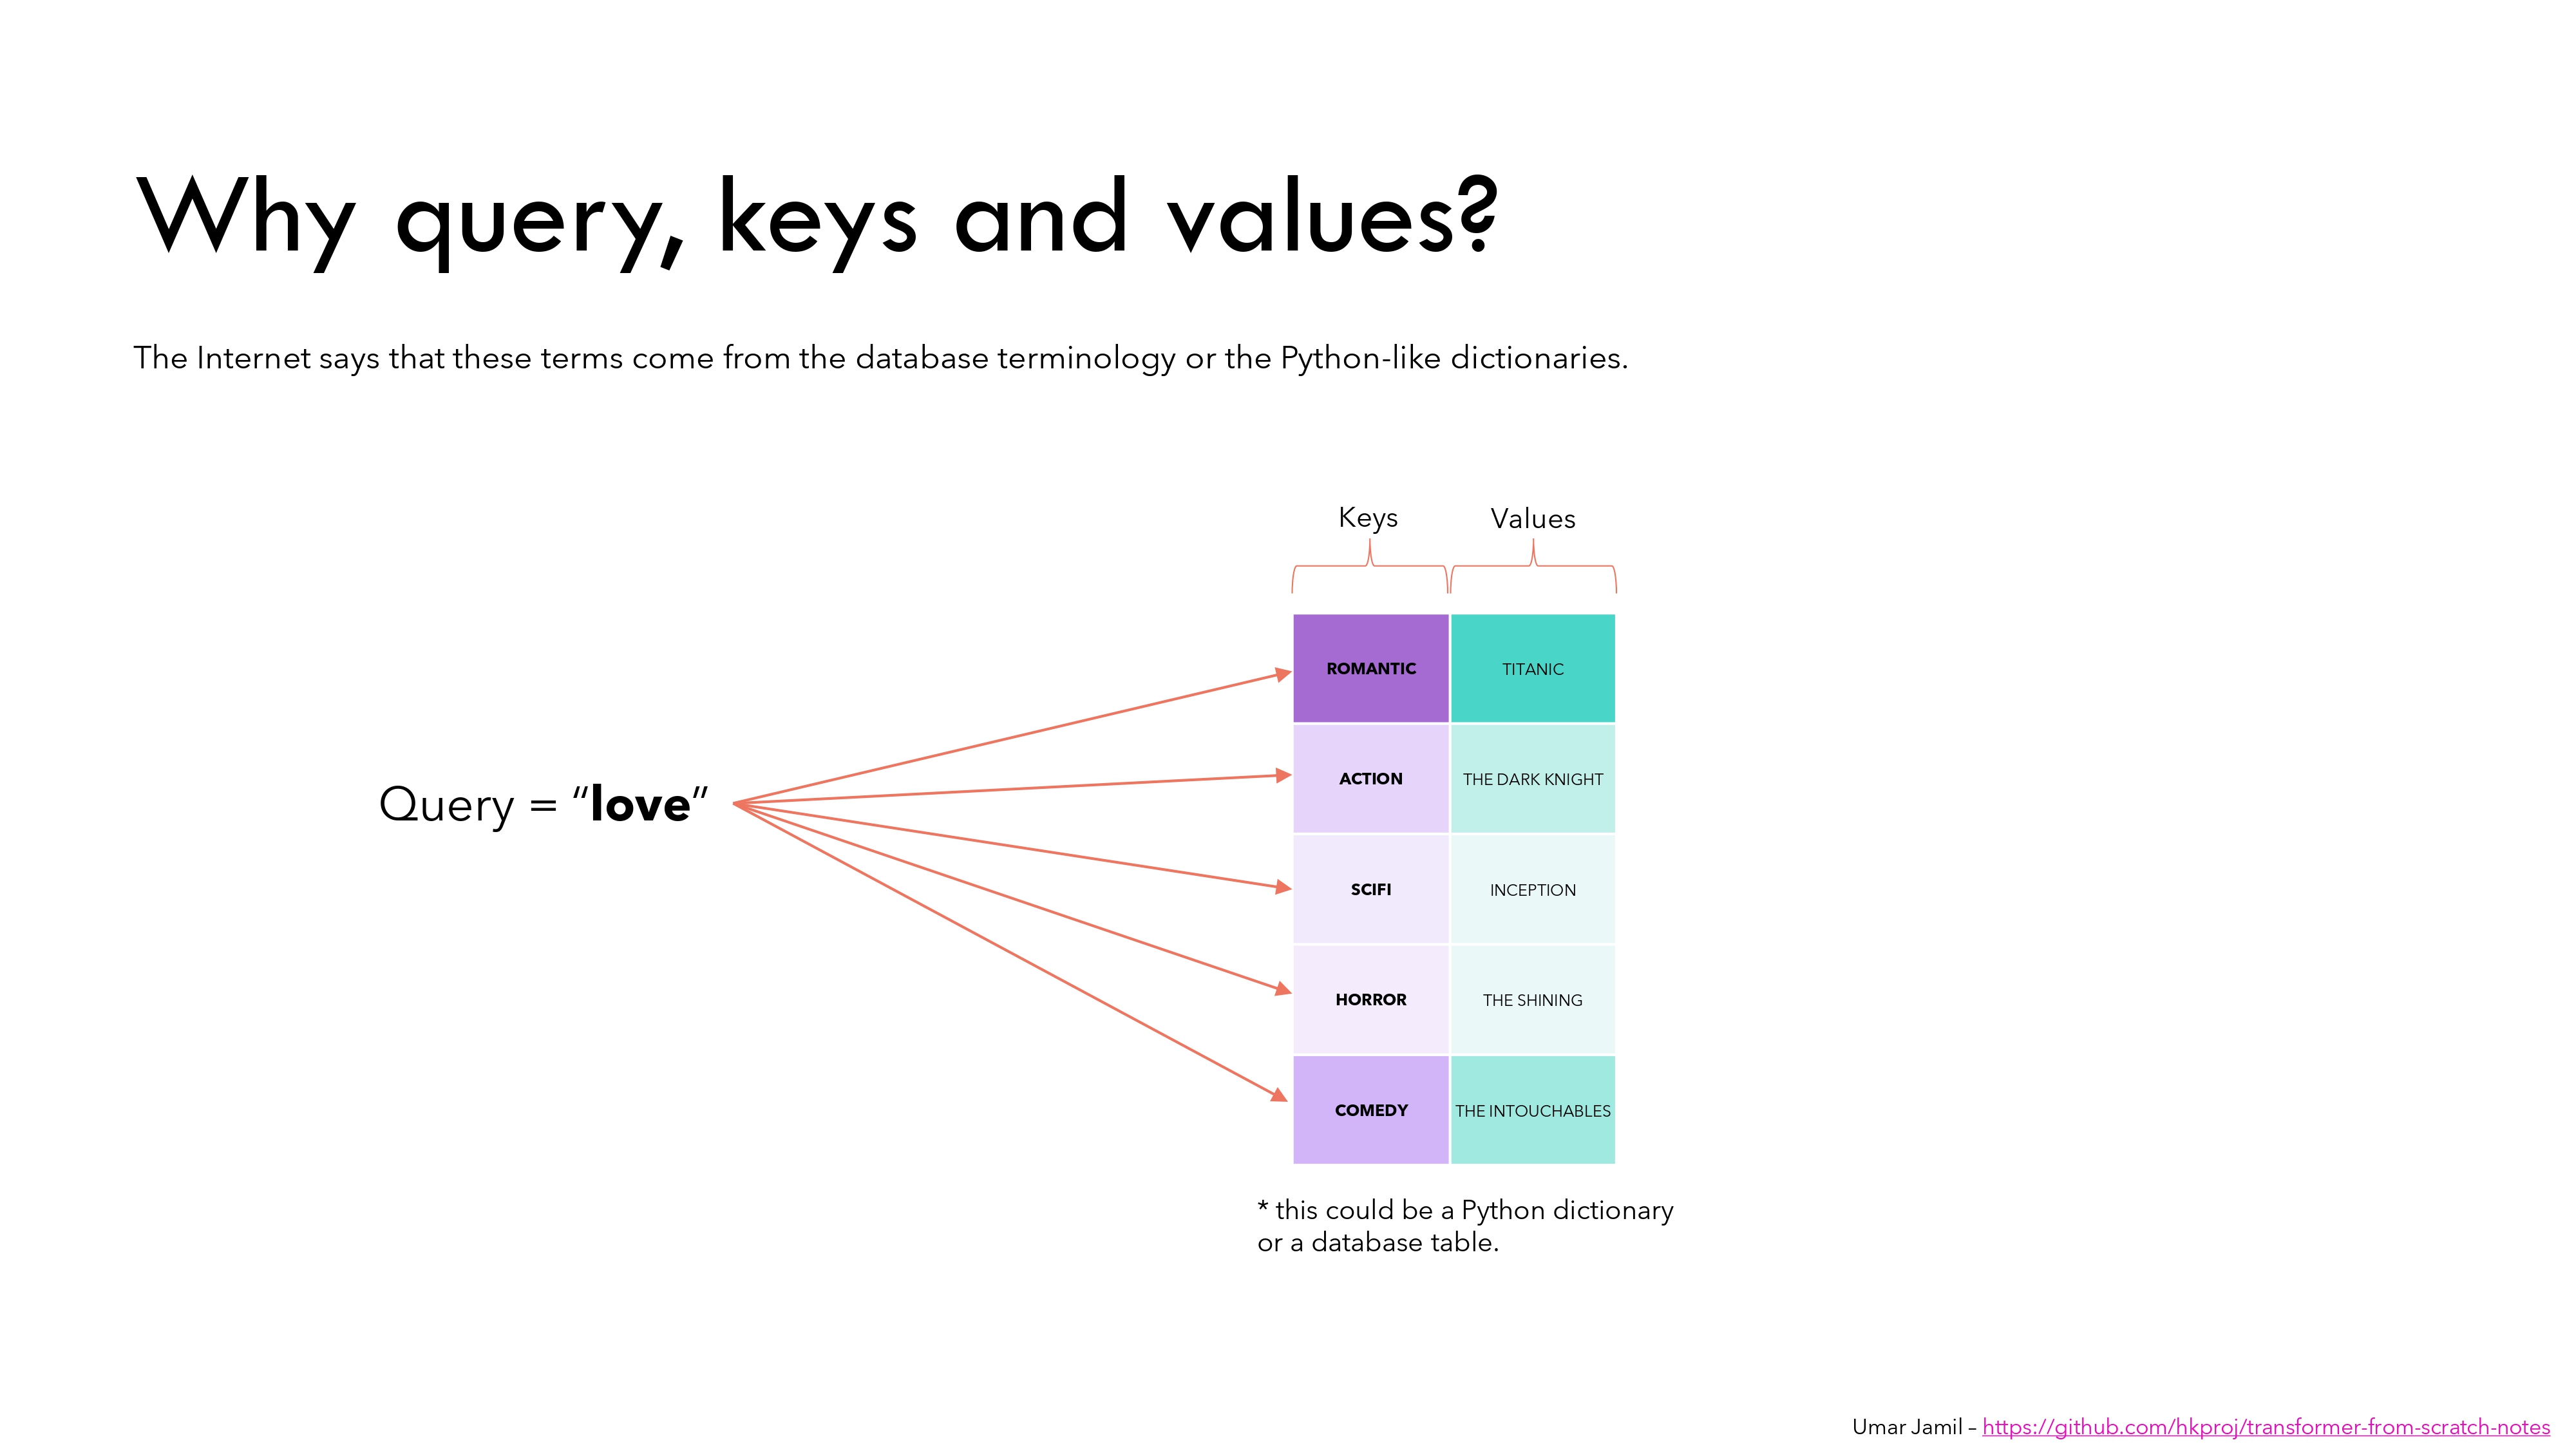 Why query, keys and values?
The Internet says that these terms come from the database terminology or the Python-like dictionaries.
Keys Values
ROMANTIC TITANIC
ACTION THE DARK KNIGHT
Query = “love”
SCIFI INCEPTION
HORROR THE SHINING
COMEDY THE INTOUCHABLES
* this could be a Python dictionary
or a database table.
Umar Jamil – https://github.com/hkproj/transformer-from-scratch-notes